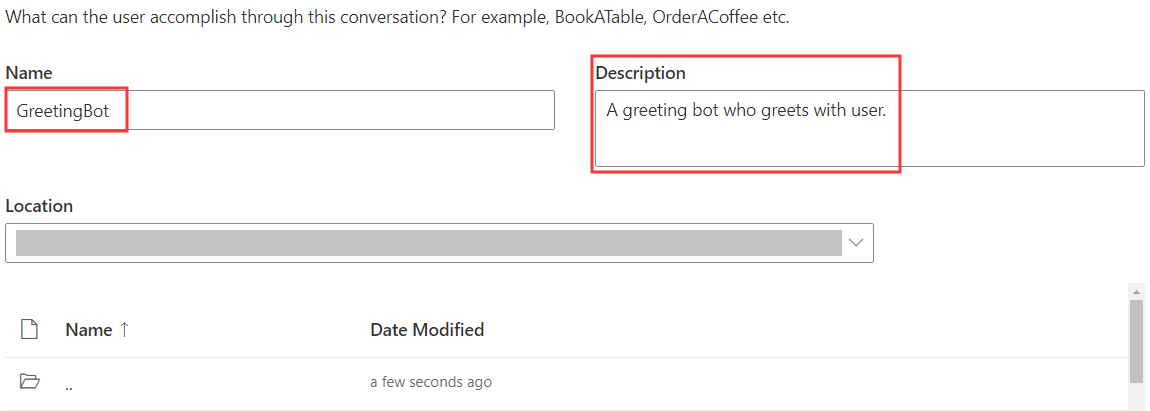 What can the user accomplish through this conversation? For example, BookATable, OrderACoffee etc.
Name
Description
GreetingBot
A greeting bot who greets with user.
Location
Name ↑
Date Modified
..
a few seconds ago